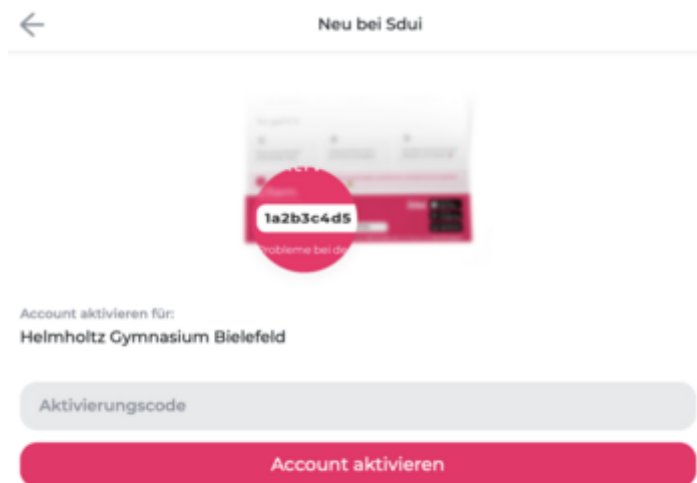 Neu bei Sdui
1a2b3c4d5
Probleme bei de
Account aktivieren für:
Helmholtz Gymnasium Bielefeld
Aktivierungscode
Account aktivieren